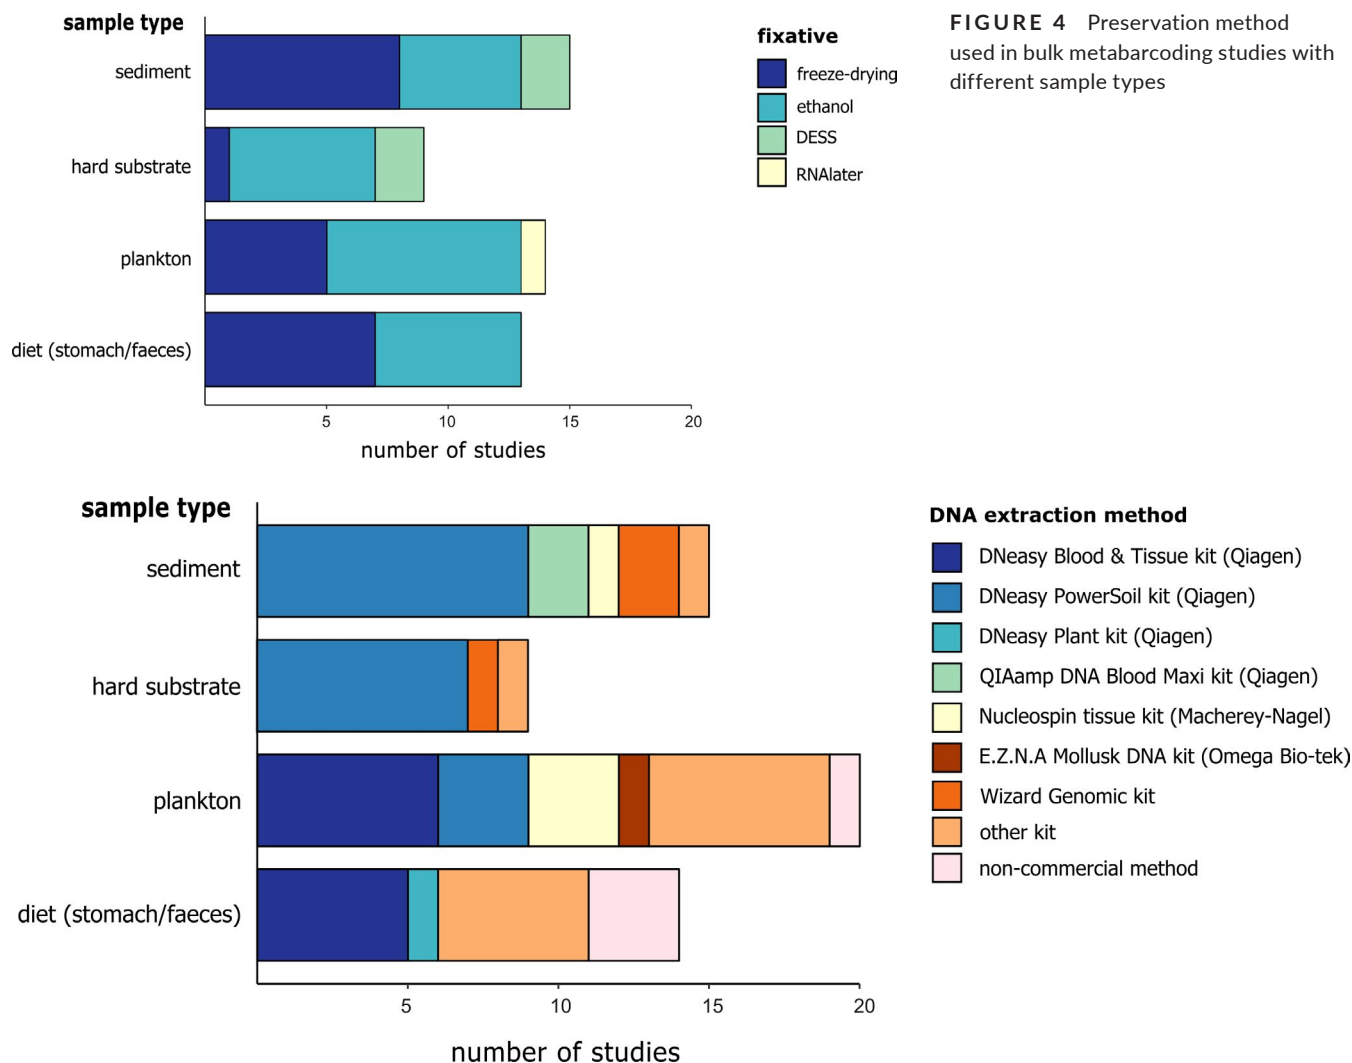 sample type
sediment
hard substrate
plankton
diet (stomach/faeces)
5 10 15 20
number of studies
fixative
freeze-drying
ethanol
DESS
RNAlater
FIGURE 4 Preservation method
used in bulk metabarcoding studies with
different sample types
sample type
sediment
hard substrate
plankton
diet (stomach/faeces)
5 10 15 20
number of studies
DNA extraction method
DNeasy Blood & Tissue kit (Qiagen)
DNeasy PowerSoil kit (Qiagen)
DNeasy Plant kit (Qiagen)
QIAamp DNA Blood Maxi kit (Qiagen)
Nucleospin tissue kit (Macherey-Nagel)
E.Z.N.A Mollusk DNA kit (Omega Bio-tek)
Wizard Genomic kit
other kit
non-commercial method